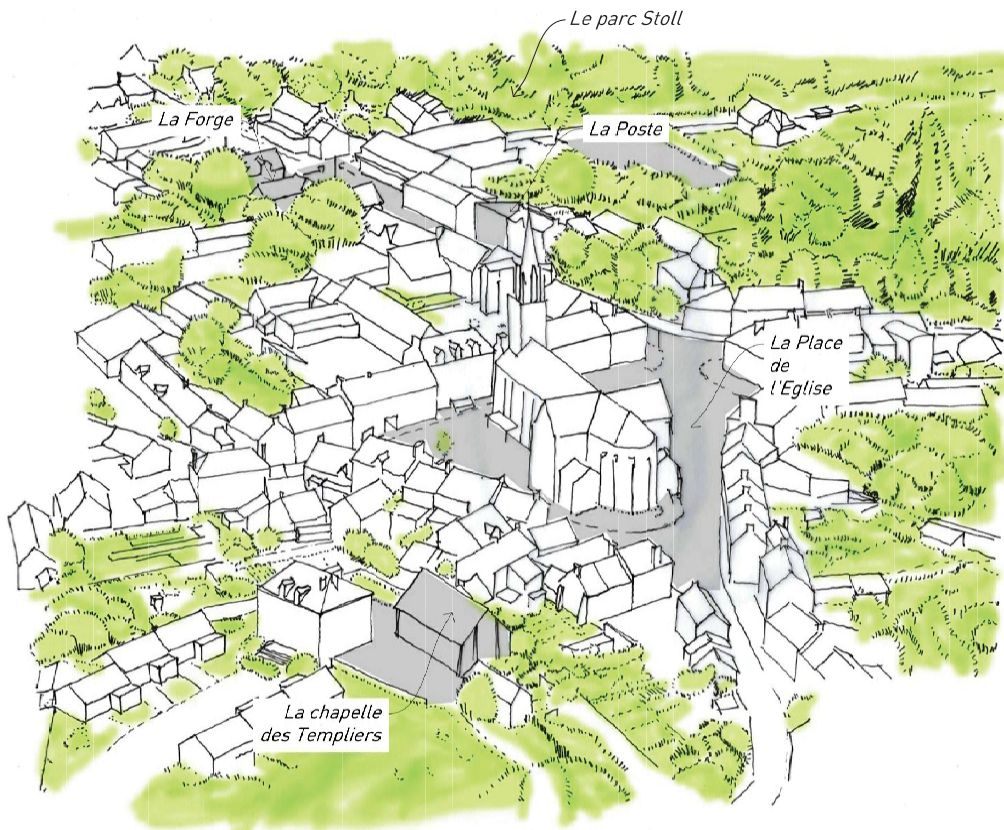 Le parc Stoll
La Forge
La Poste
La Place
de
l'Eglise
La chapelle
des Templiers